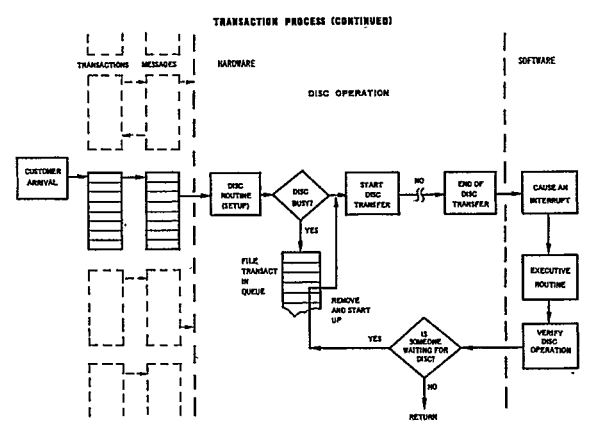 TRANSACTION PROCESS (CONTINUED)
TRANSACTIONS
MESSAGES
HARDWARE
SOFTWARE
DISC OPERATION
CUSTOMER
ARRIVAL
DISC
ROUTINE
(SETUP)
DISC
BUSY?
START
DISC
TRANSFER
NO
END OF
DISC
TRANSFER
CAUSE AN
INTERRUPT
YES
FILE
TRANSACT
IN
QUEUE
REMOVE
AND START
UP
EXECUTIVE
ROUTINE
VERIFY
DISC
OPERATION
IS
SOMEONE
WAITING FOR
DISC?
YES
NO
RETURN